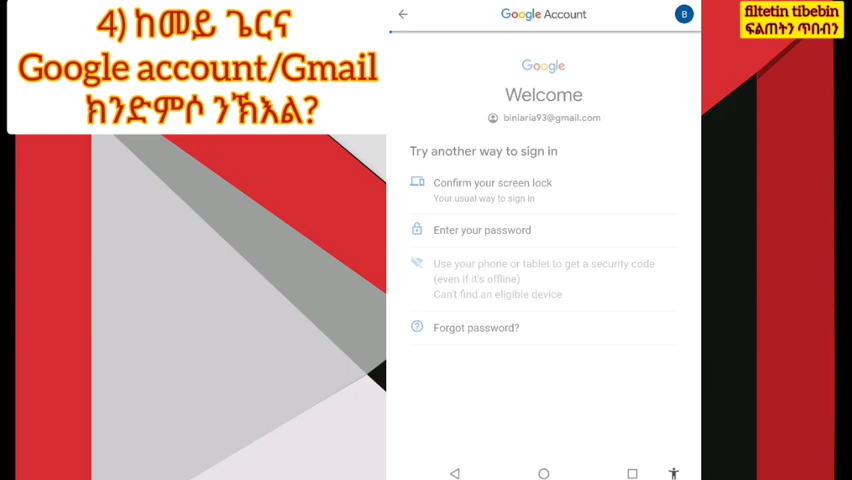 4) ከመይ ጌርና
Google account/Gmail
ክንድምሶ ንኽእል?
Google Account
B
filtetin tibebin
ፍልጠትን ጥበብን
Google
Welcome
biniaria93@gmail.com
Try another way to sign in
Confirm your screen lock
Your usual way to sign in
Enter your password
Use your phone or tablet to get a security code
(even if it's offline)
Can't find an eligible device
Forgot password?